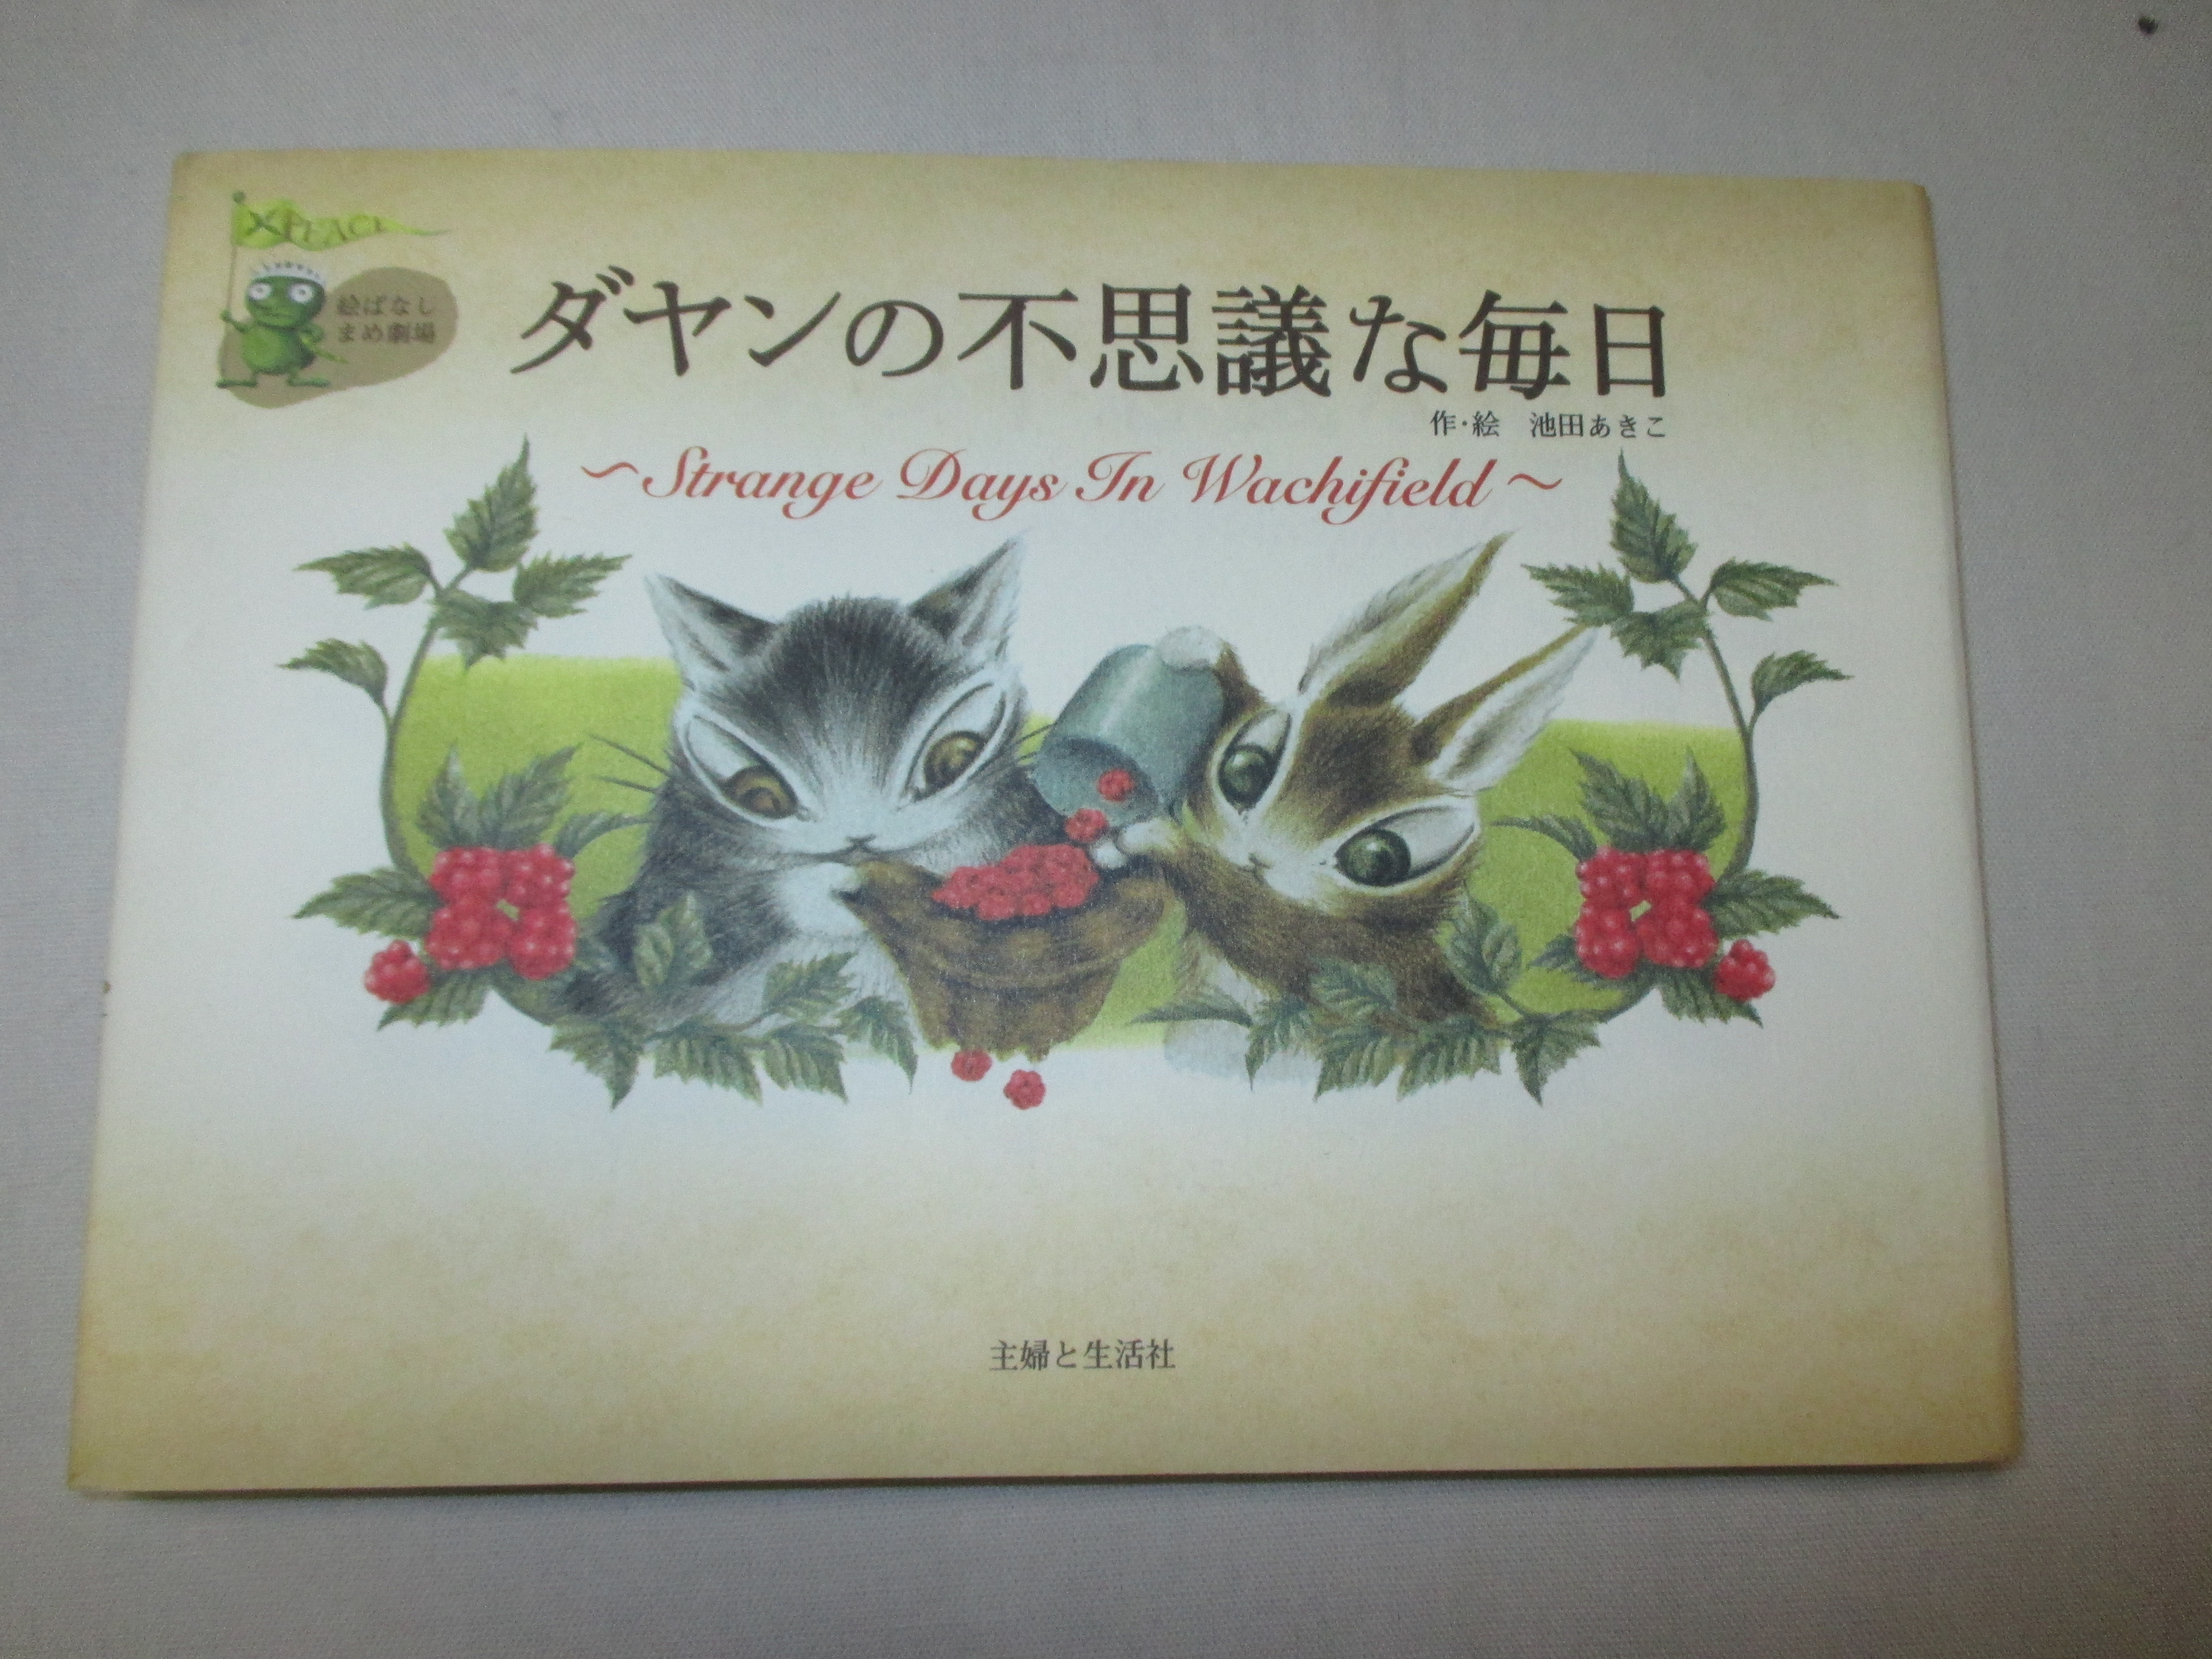 XPEACE
絵ばなし
まめ劇場
ダヤンの不思議な毎日
作·絵 池田あきこ
～Strange Days In Wachifield～
主婦と生活社